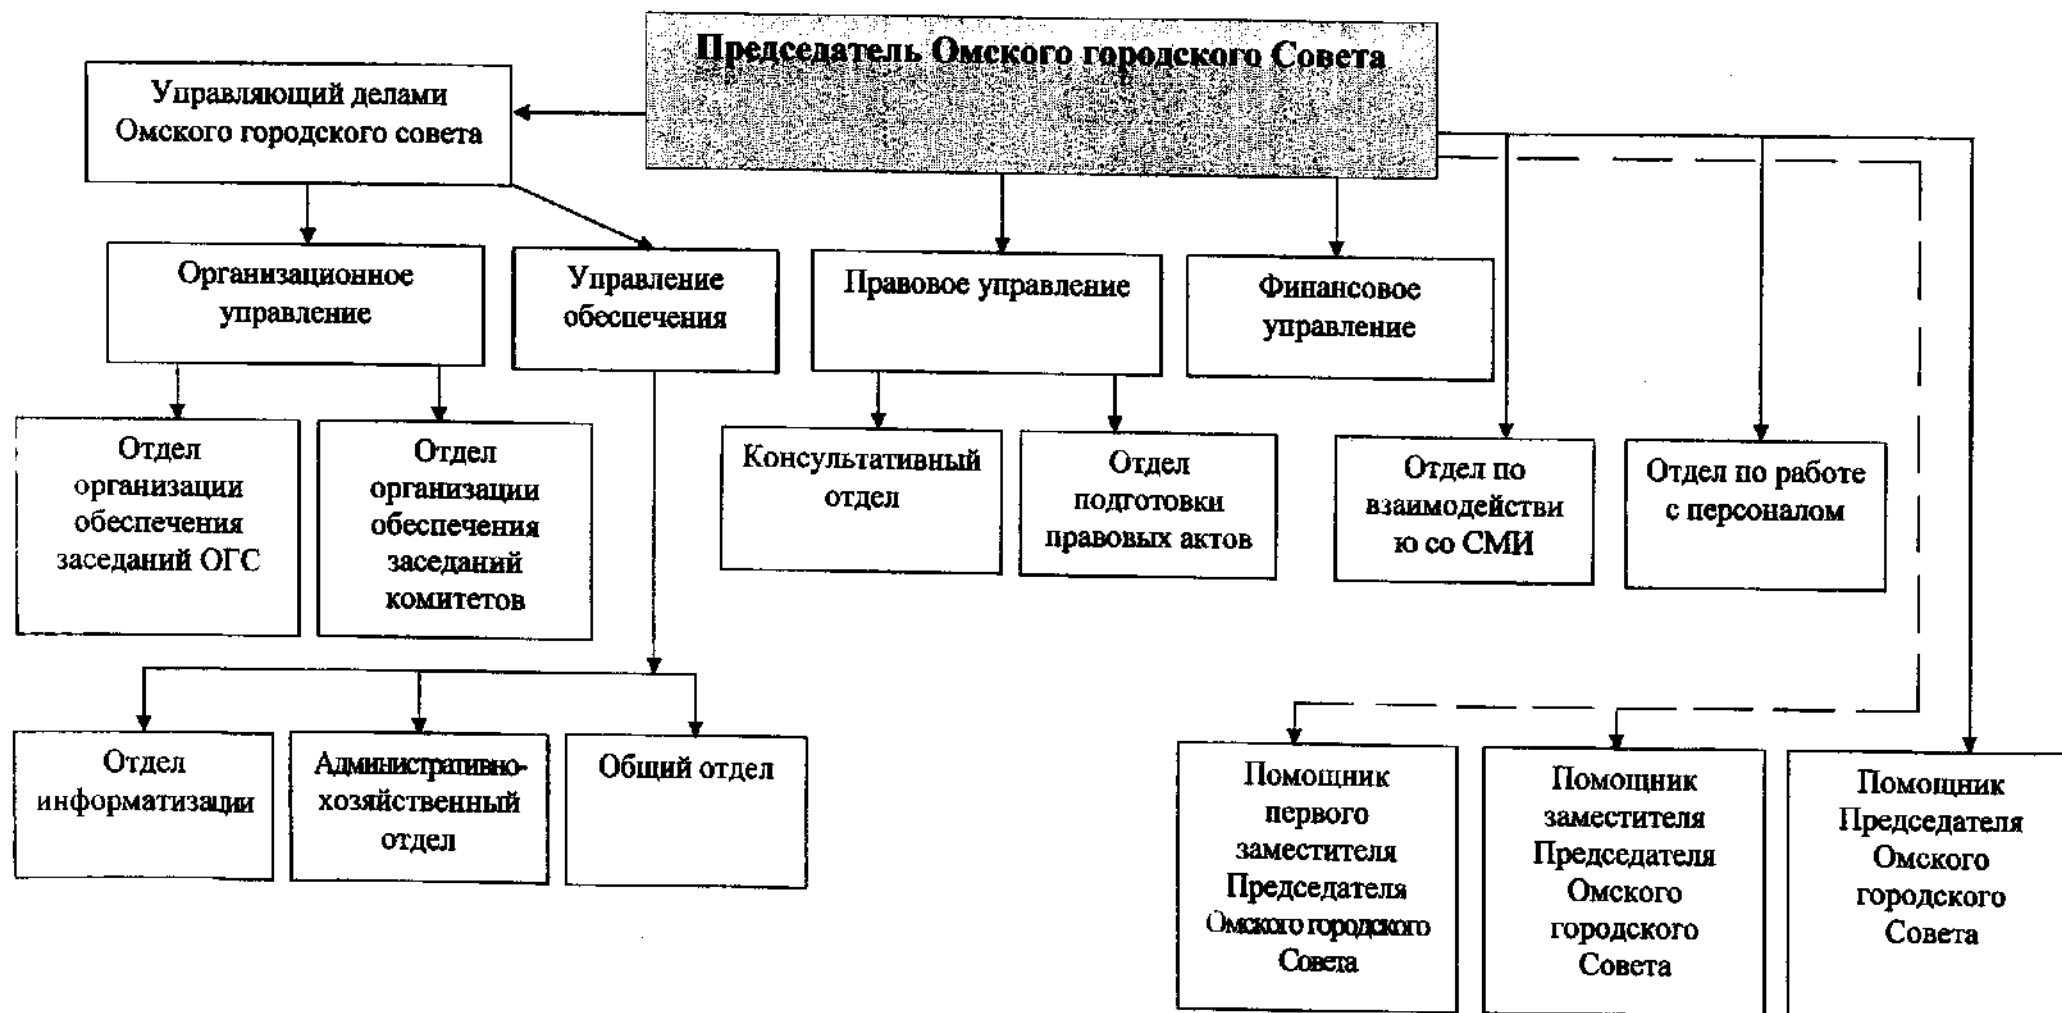 Председатель Омского городского Совета
Управляющий делами
Омского городского совета
Организационное
управление
Управление
обеспечения
Правовое управление
Финансовое
управление
Отдел
организации
обеспечения
заседаний ОГС
Отдел
организации
обеспечения
заседаний
комитетов
Консультативный
отдел
Отдел
подготовки
правовых актов
Отдел по
взаимодействи
ю со СМИ
Отдел по работе
с персоналом
Отдел
информатизации
Административно-
хозяйственный
отдел
Общий отдел
Помощник
первого
заместителя
Председателя
Омского городского
Совета
Помощник
заместителя
Председателя
Омского
городского
Совета
Помощник
Председателя
Омского
городского
Совета